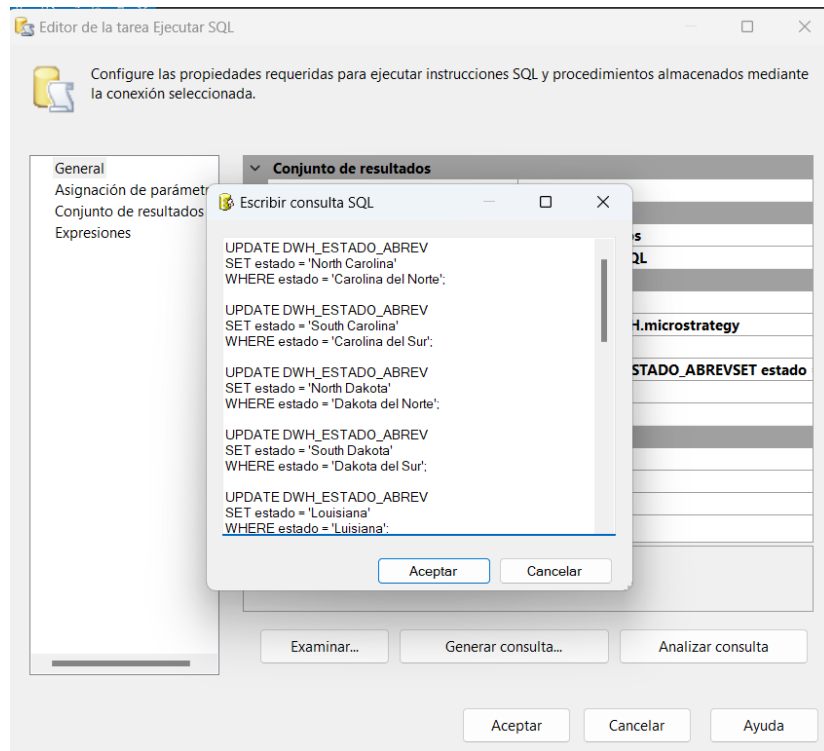 Editor de la tarea Ejecutar SQL
Configure las propiedades requeridas para ejecutar instrucciones SQL y procedimientos almacenados mediante
la conexión seleccionada.
General
Asignación de parámetr
Conjunto de resultados
Expresiones
Conjunto de resultados
QL
H.microstrategy
STADO_ABREVSET estado
Escribir consulta SQL
UPDATE DWH_ESTADO_ABREV
SET estado = 'North Carolina'
WHERE estado = 'Carolina del Norte';
UPDATE DWH_ESTADO_ABREV
SET estado = 'South Carolina'
WHERE estado = 'Carolina del Sur';
UPDATE DWH_ESTADO_ABREV
SET estado = 'North Dakota'
WHERE estado = 'Dakota del Norte';
UPDATE DWH_ESTADO_ABREV
SET estado = 'South Dakota'
WHERE estado = 'Dakota del Sur';
UPDATE DWH_ESTADO_ABREV
SET estado = 'Louisiana'
WHERE estado = 'Luisiana';
Aceptar Cancelar
Examinar... Generar consulta... Analizar consulta
Aceptar Cancelar Ayuda